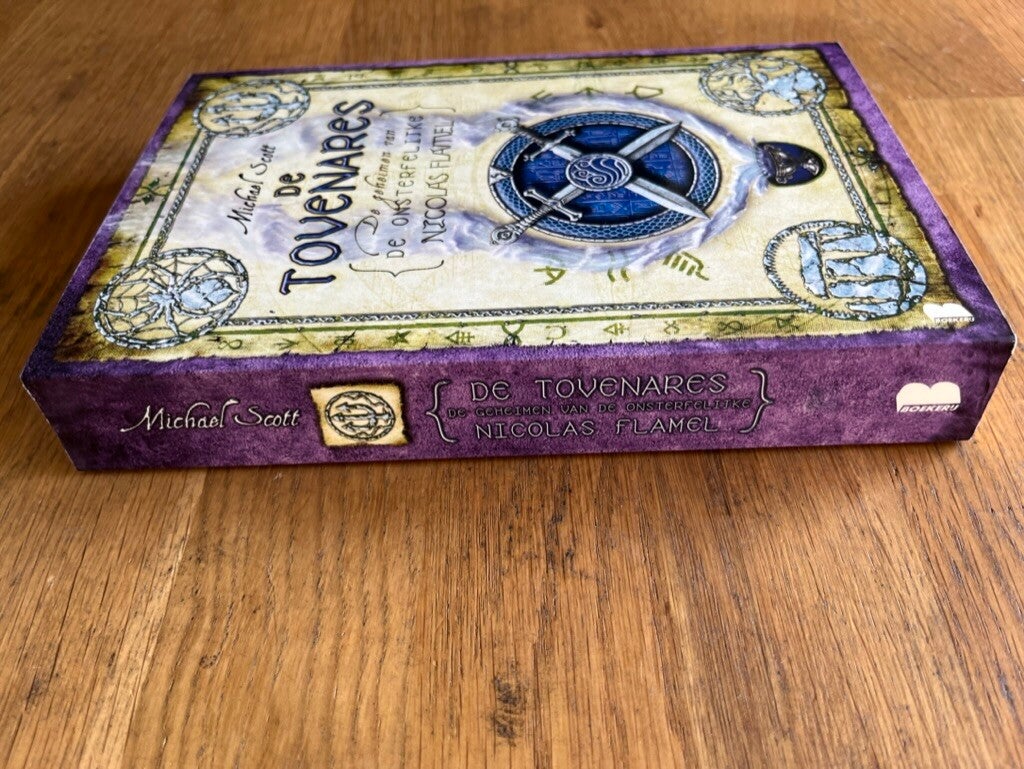 Michael Scott
DE
TOVENARES
De geheimen van
DE ONSTERFELIJKE
NICOLAS FLAMEL
BOEKERIJ
Michael Scott
DE TOVENARES
DE GEHEIMEN VAN DE ONSTERFELIJKE
NICOLAS FLAMEL
BOEKERIJ